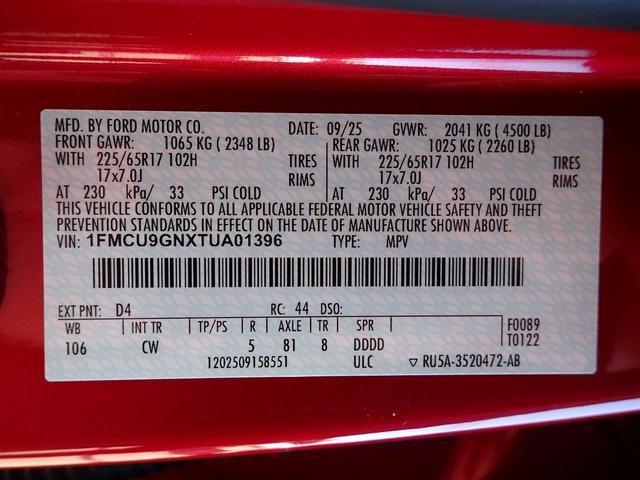 MFD. BY FORD MOTOR CO. DATE: 09/25 GVWR: 2041 KG ( 4500 LB)
FRONT GAWR: 1065 KG ( 2348 LB) REAR GAWR: 1025 KG ( 2260 LB)
WITH 225/65R17 102H TIRES WITH 225/65R17 102H TIRES
17x7.0J RIMS 17x7.0J RIMS
AT 230 kPa/ 33 PSI COLD AT 230 kPa/ 33 PSI COLD
THIS VEHICLE CONFORMS TO ALL APPLICABLE FEDERAL MOTOR VEHICLE SAFETY AND THEFT
PREVENTION STANDARDS IN EFFECT ON THE DATE OF MANUFACTURE SHOWN ABOVE.
VIN: 1FMCU9GNXTUA01396 TYPE: MPV
EXT PNT: D4 RC: 44 DSO:
WB INT TR TP/PS R AXLE TR SPR F0089
T0122
106 CW 5 81 8 DDDD
1202509158551 ULC ▽ RU5A-3520472-AB